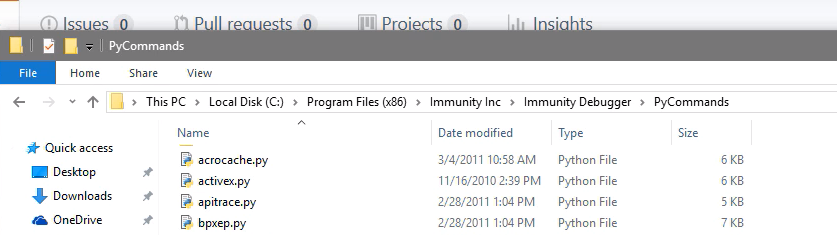 Issues 0 Pull requests 0 Projects 0 Insights
PyCommands
File Home Share View
This PC Local Disk (C:) Program Files (x86) Immunity Inc Immunity Debugger PyCommands
Name Date modified Type Size
Quick access
Desktop
Downloads
OneDrive
acrocache.py 3/4/2011 10:58 AM Python File 6 KB
activex.py 11/16/2010 2:39 PM Python File 6 KB
apitrace.py 2/28/2011 1:04 PM Python File 5 KB
bpxep.py 2/28/2011 1:04 PM Python File 7 KB